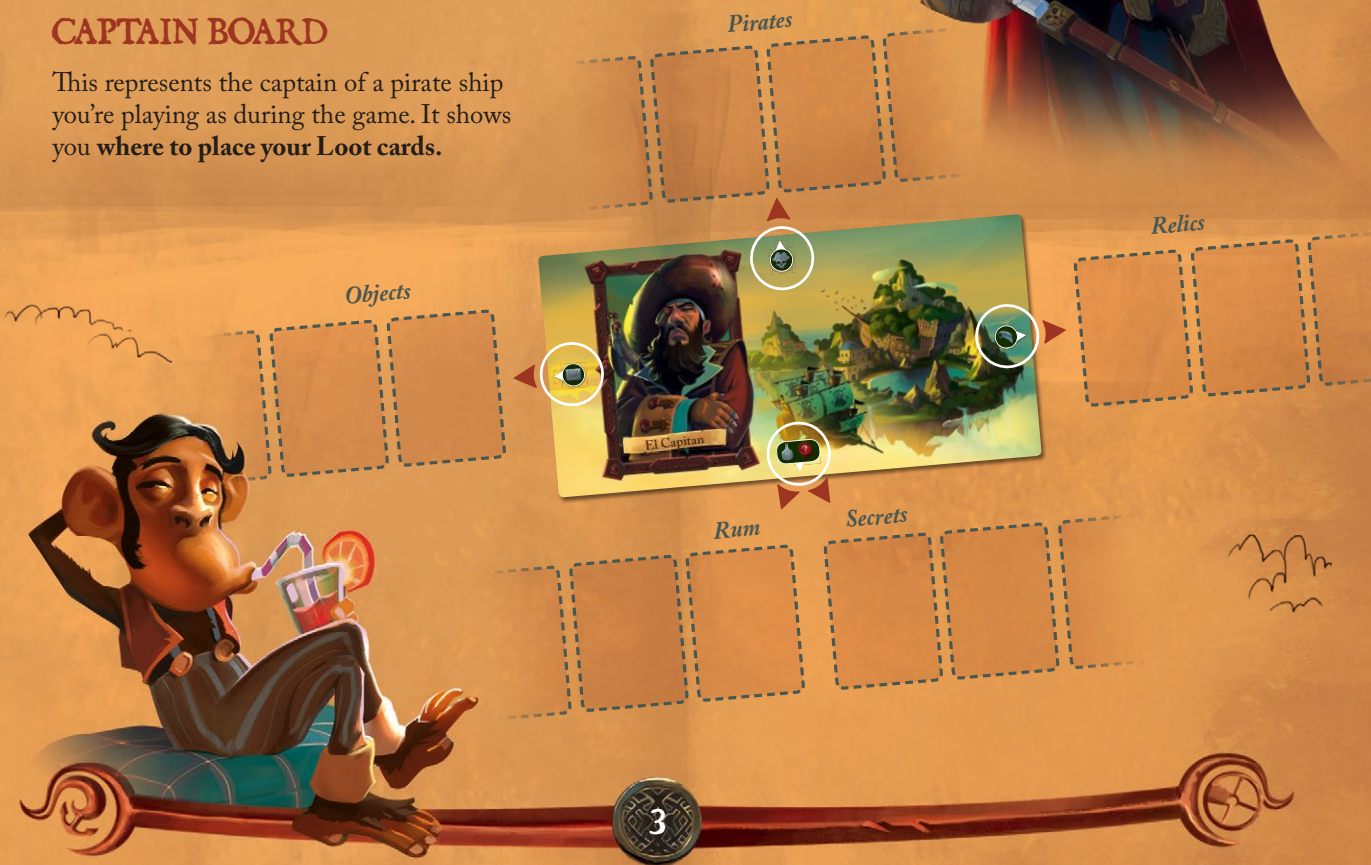 CAPTAIN BOARD
This represents the captain of a pirate ship
you're playing as during the game. It shows
you where to place your Loot cards.
Pirates
Relics
Objects
El Capitan
Rum
Secrets
3